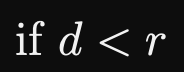 if d < r